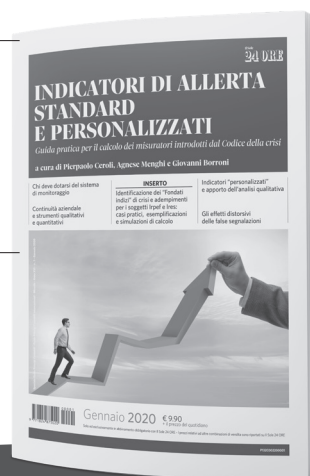 Il Sole
24 ORE
INDICATORI DI ALLERTA
STANDARD
E PERSONALIZZATI
Guida pratica per il calcolo dei misuratori introdotti dal Codice della crisi
a cura di Pierpaolo Ceroli, Agnese Menghi e Giovanni Borroni
Chi deve dotarsi del sistema
di monitoraggio
Continuità aziendale
e strumenti qualitativi
e quantitativi
INSERTO
Identificazione dei "Fondati
indizi" di crisi e adempimenti
per i soggetti Irpef e Ires:
casi pratici, esemplificazioni
e simulazioni di calcolo
Indicatori "personalizzati"
e apporto dell'analisi qualitativa
Gli effetti distorsivi
delle false segnalazioni
Gennaio 2020
€ 9,90
+ il prezzo del quotidiano